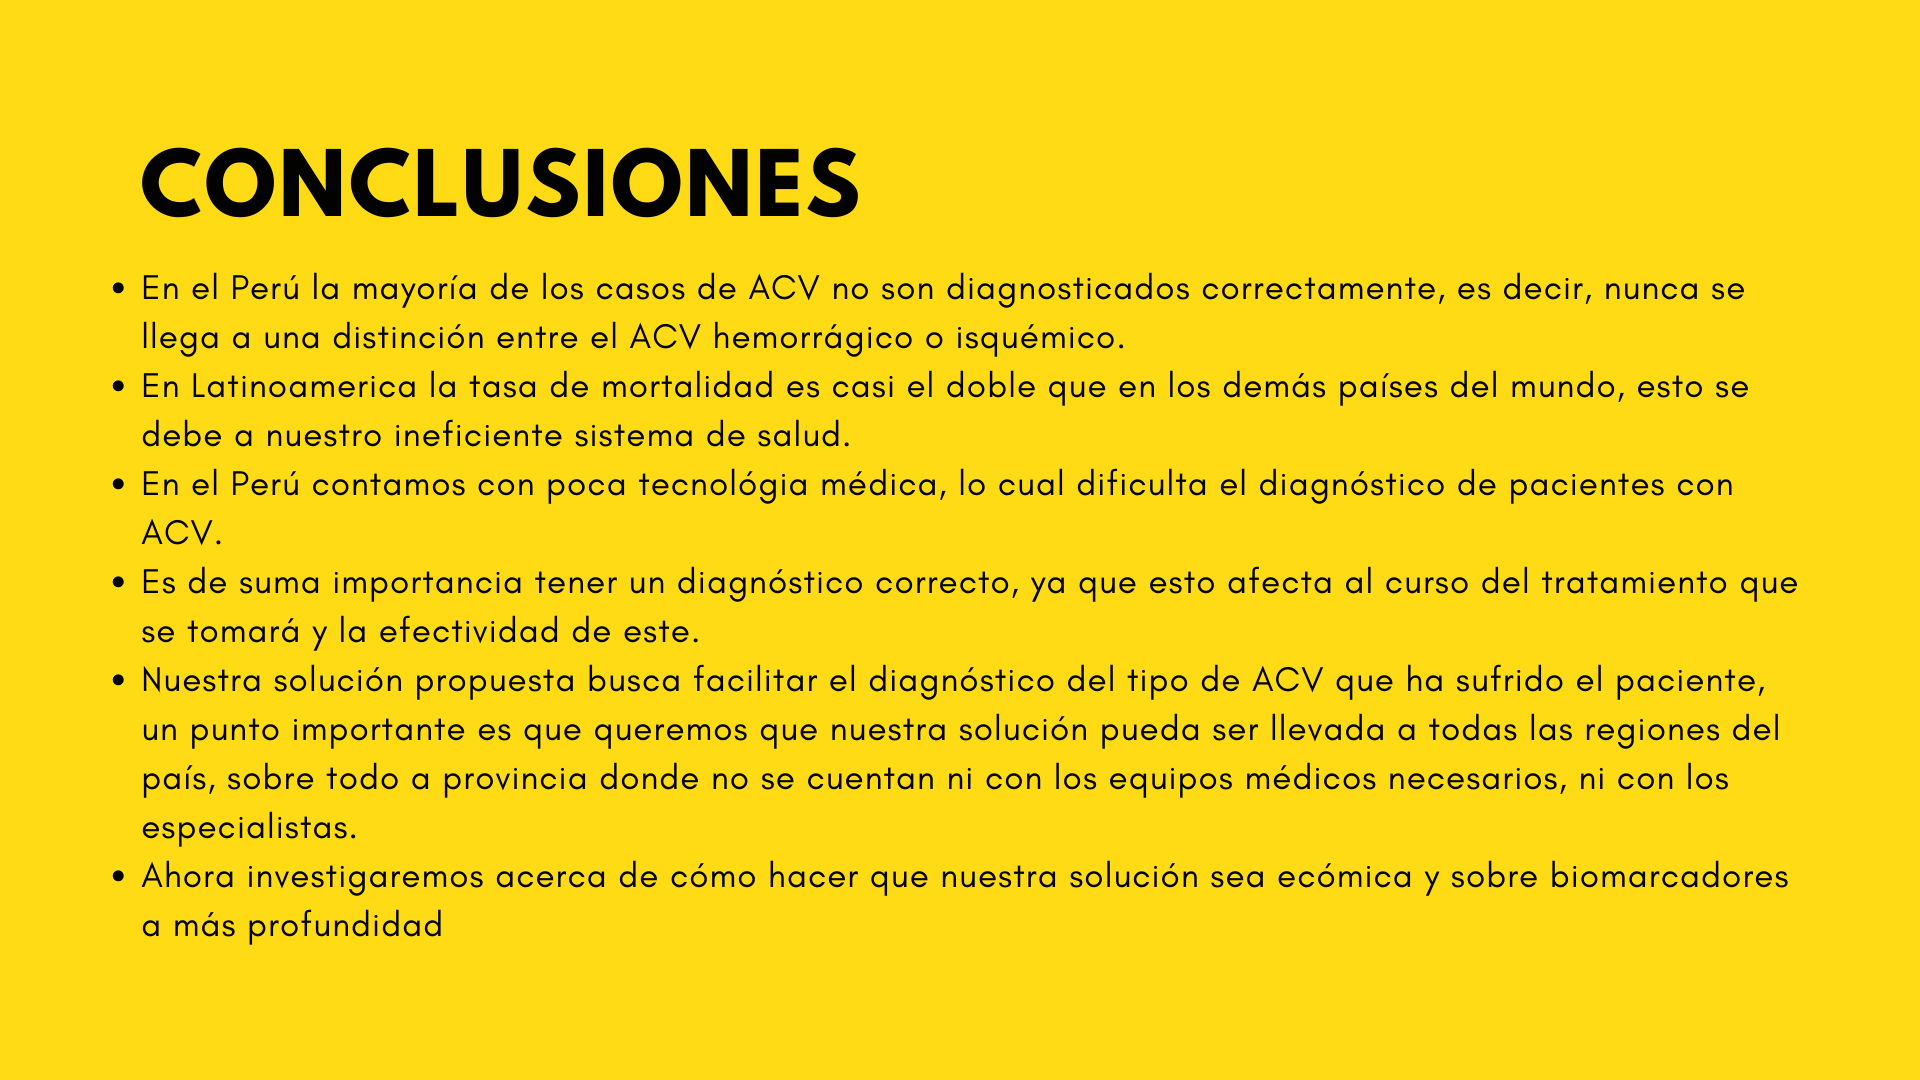 CONCLUSIONES
• En el Perú la mayoría de los casos de ACV no son diagnosticados correctamente, es decir, nunca se
llega a una distinción entre el ACV hemorrágico o isquémico.
• En Latinoamerica la tasa de mortalidad es casi el doble que en los demás países del mundo, esto se
debe a nuestro ineficiente sistema de salud.
• En el Perú contamos con poca tecnológia médica, lo cual dificulta el diagnóstico de pacientes con
ACV.
• Es de suma importancia tener un diagnóstico correcto, ya que esto afecta al curso del tratamiento que
se tomará y la efectividad de este.
• Nuestra solución propuesta busca facilitar el diagnóstico del tipo de ACV que ha sufrido el paciente,
un punto importante es que queremos que nuestra solución pueda ser llevada a todas las regiones del
país, sobre todo a provincia donde no se cuentan ni con los equipos médicos necesarios, ni con los
especialistas.
• Ahora investigaremos acerca de cómo hacer que nuestra solución sea ecómica y sobre biomarcadores
a más profundidad